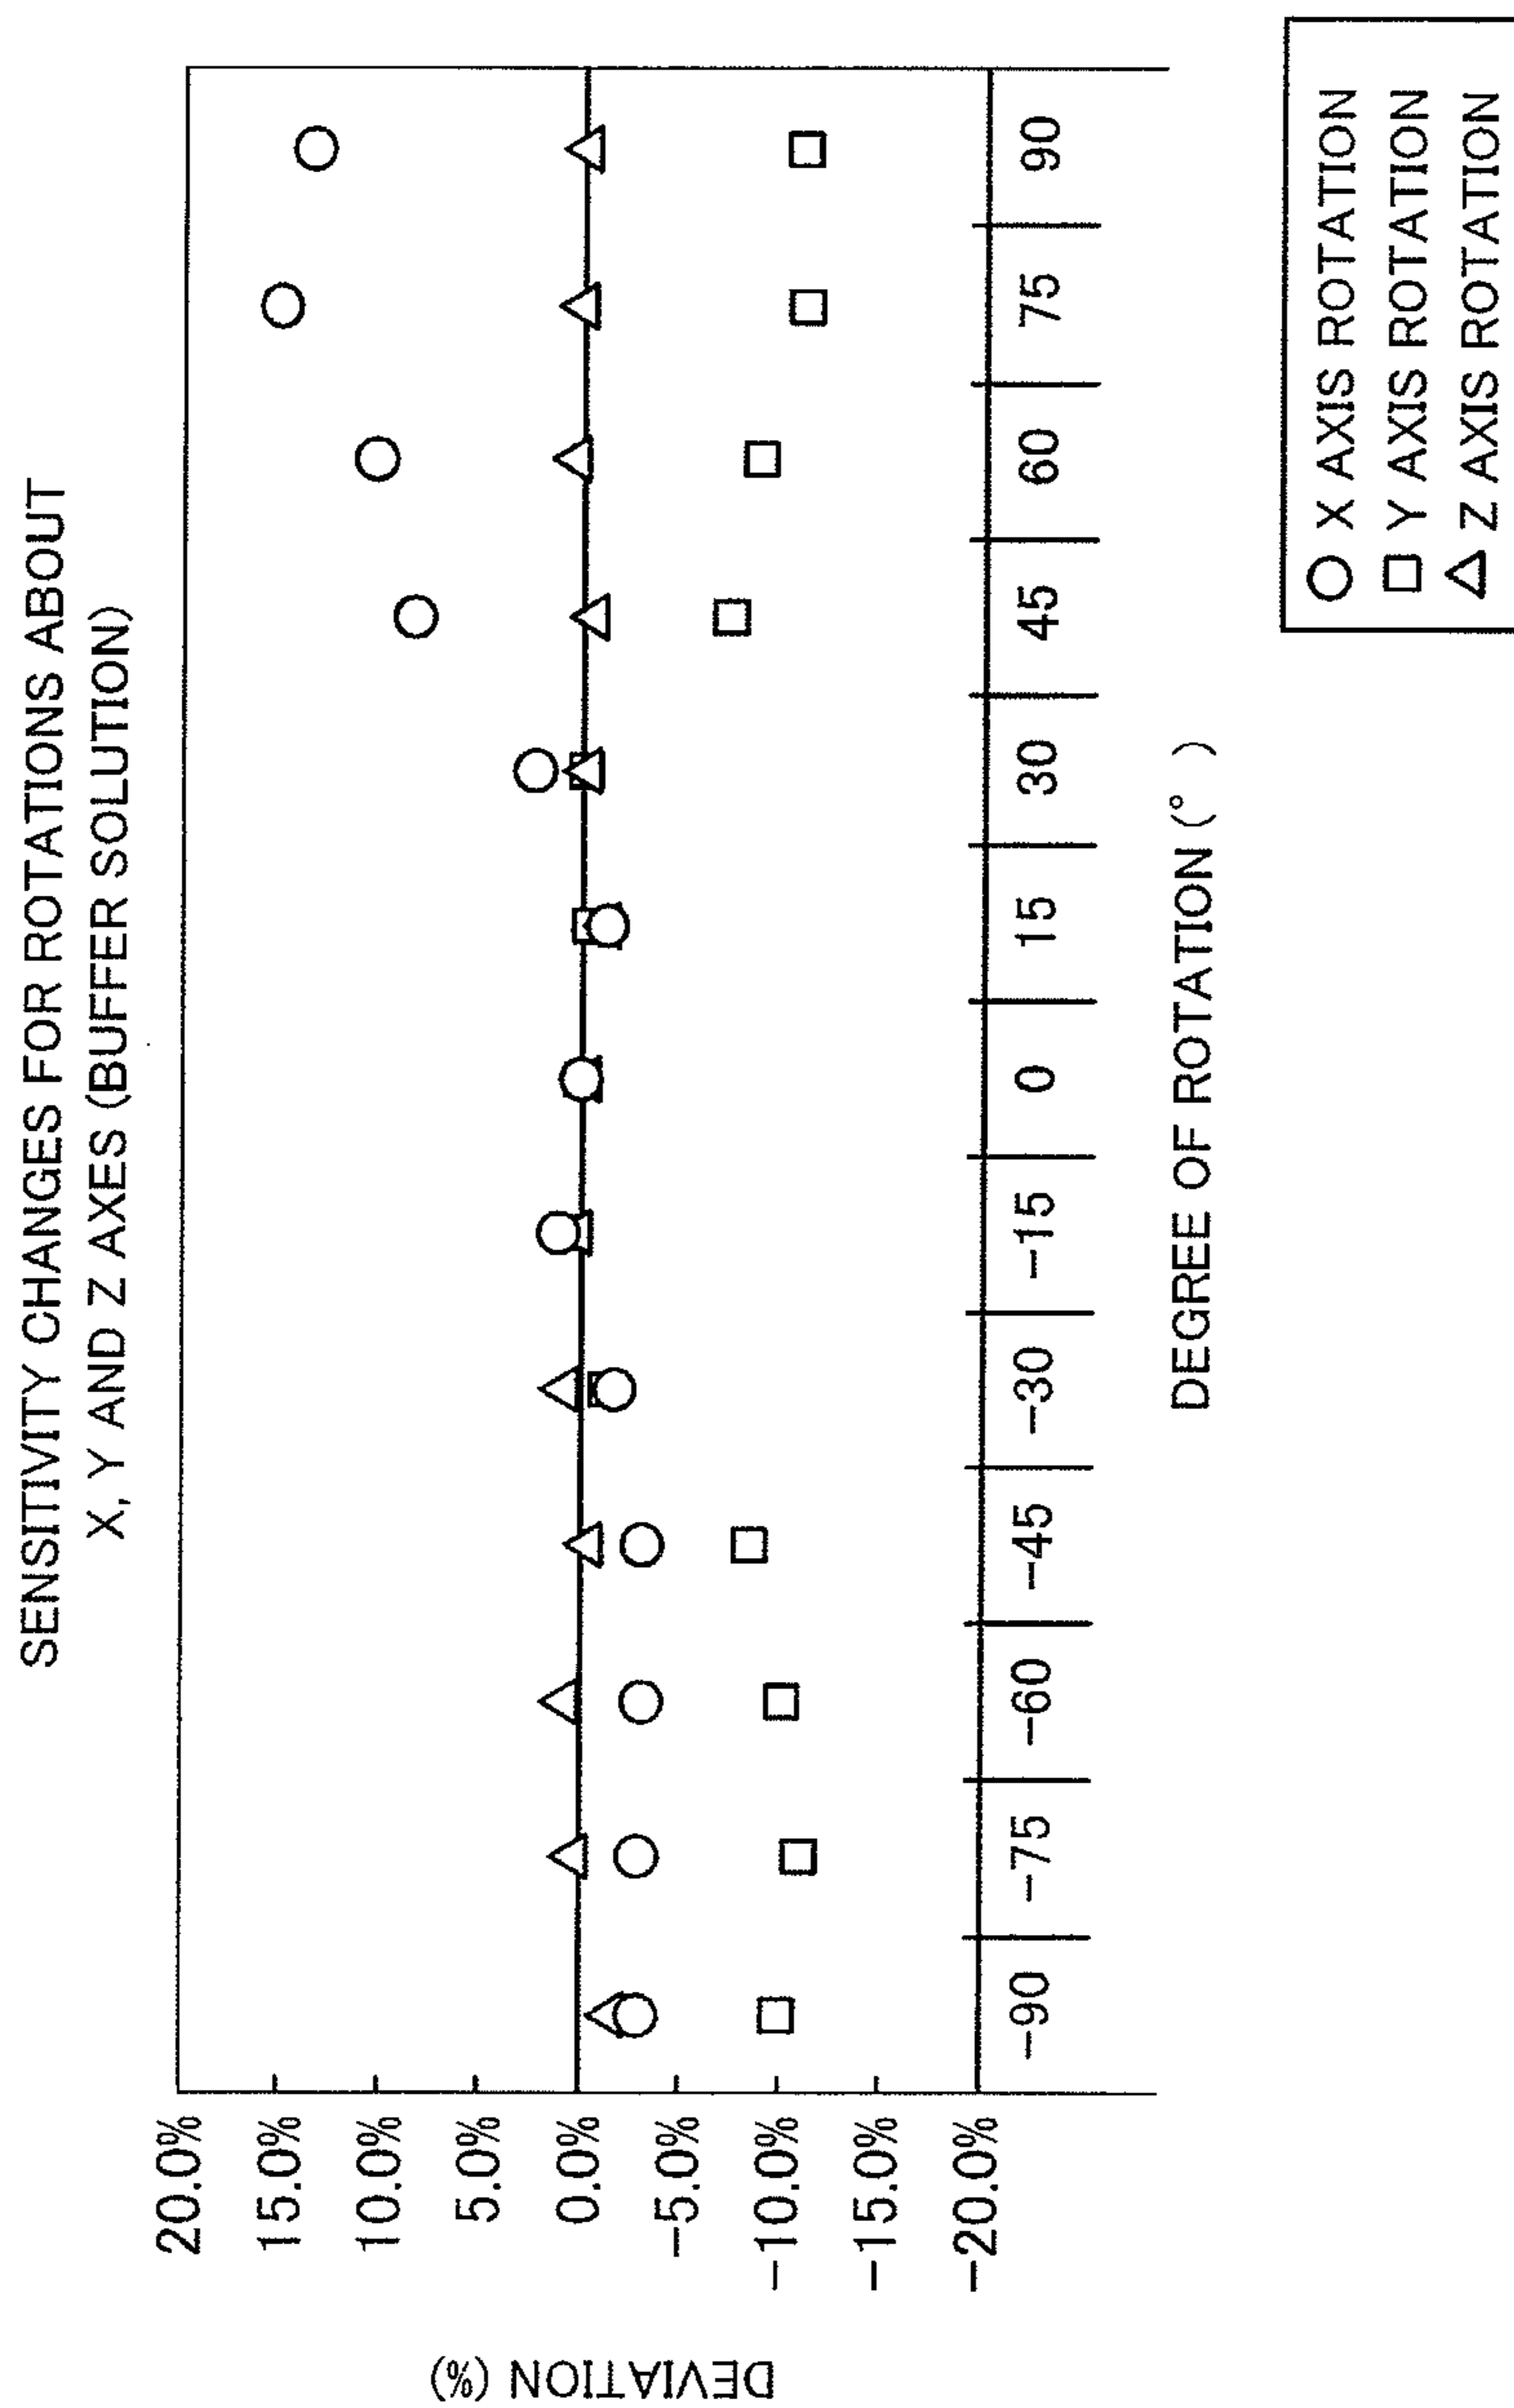 SENSITIVITY CHANGES FOR ROTATIONS ABOUT
X, Y AND Z AXES (BUFFER SOLUTION)
DEVIATION (%)
20.0%
15.0%
10.0%
5.0%
0.0%
-5.0%
-10.0%
-15.0%
-20.0%
-90 -75 -60 -45 -30 -15 0 15 30 45 60 75 90
DEGREE OF ROTATION (° )
X AXIS ROTATION
Y AXIS ROTATION
Z AXIS ROTATION